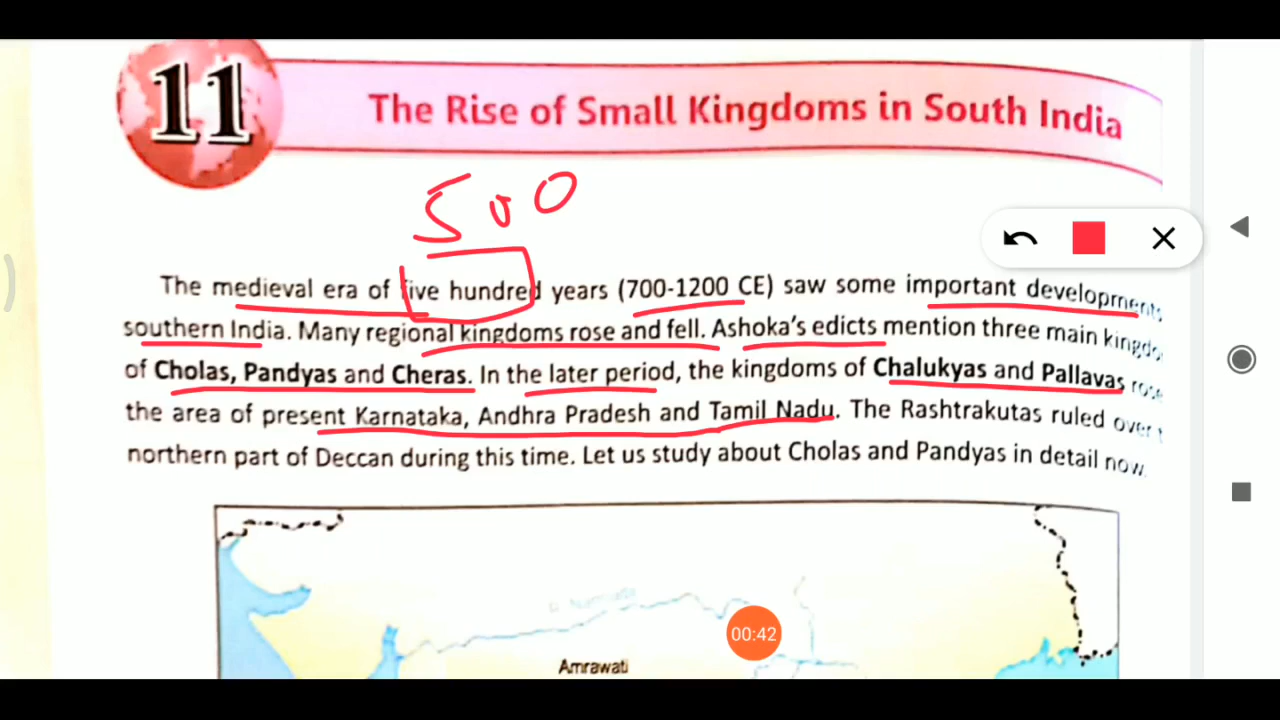 11
The Rise of Small Kingdoms in South India
500
The medieval era of five hundred years (700-1200 CE) saw some important developments
southern India. Many regional kingdoms rose and fell. Ashoka's edicts mention three main kingdo
of Cholas, Pandyas and Cheras. In the later period, the kingdoms of Chalukyas and Pallavas rose
the area of present Karnataka, Andhra Pradesh and Tamil Nadu. The Rashtrakutas ruled over t
northern part of Deccan during this time. Let us study about Cholas and Pandyas in detail now.
R. Narmada
00:42
Amrawati